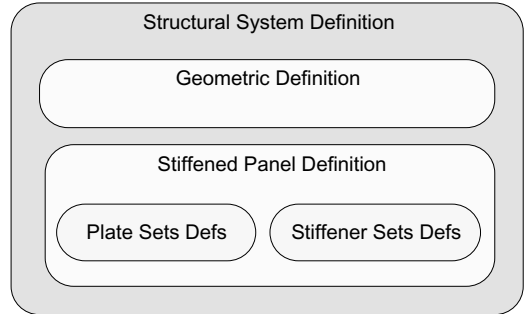 Structural System Definition
Geometric Definition
Stiffened Panel Definition
Plate Sets Defs
Stiffener Sets Defs